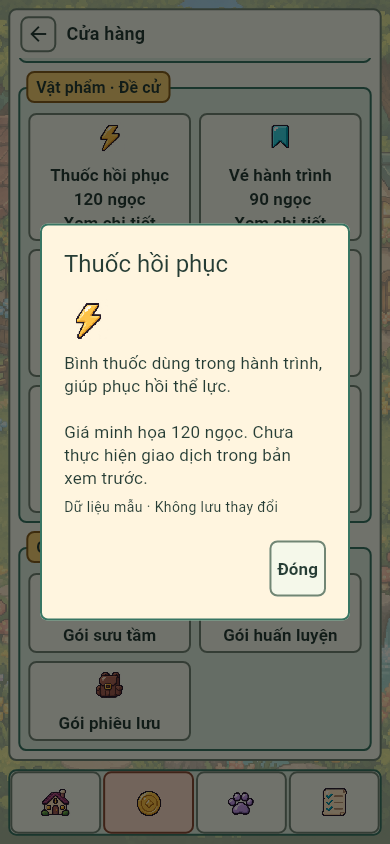 Cửa hàng
Vật phẩm · Đề cử
Thuốc hồi phục
120 ngọc
Xem chi tiết
Vé hành trình
90 ngọc
Xem chi tiết
Thuốc hồi phục
Bình thuốc dùng trong hành trình,
giúp phục hồi thể lực.
Giá minh họa 120 ngọc. Chưa
thực hiện giao dịch trong bản
xem trước.
Dữ liệu mẫu · Không lưu thay đổi
Đóng
Gói sưu tầm
Gói huấn luyện
Gói phiêu lưu